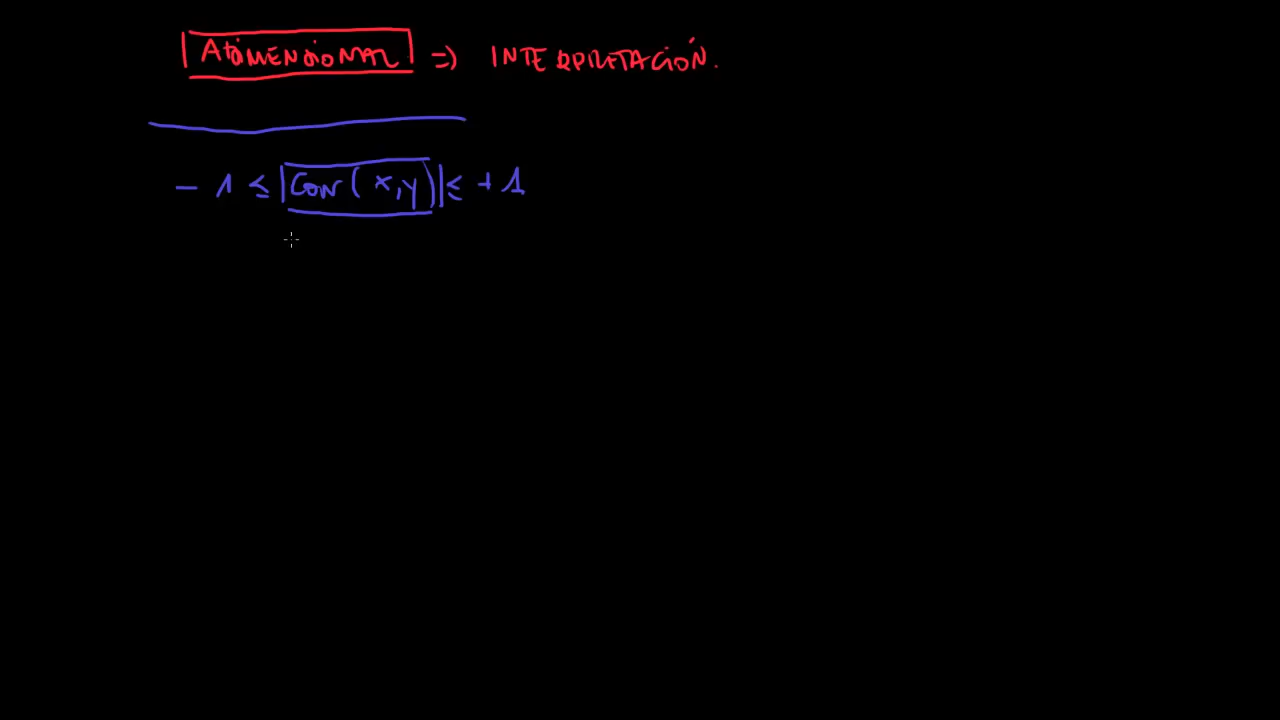 Adimensional => INTERPRETACIÓN.
- 1 ≤ Corr(x,y) ≤ +1